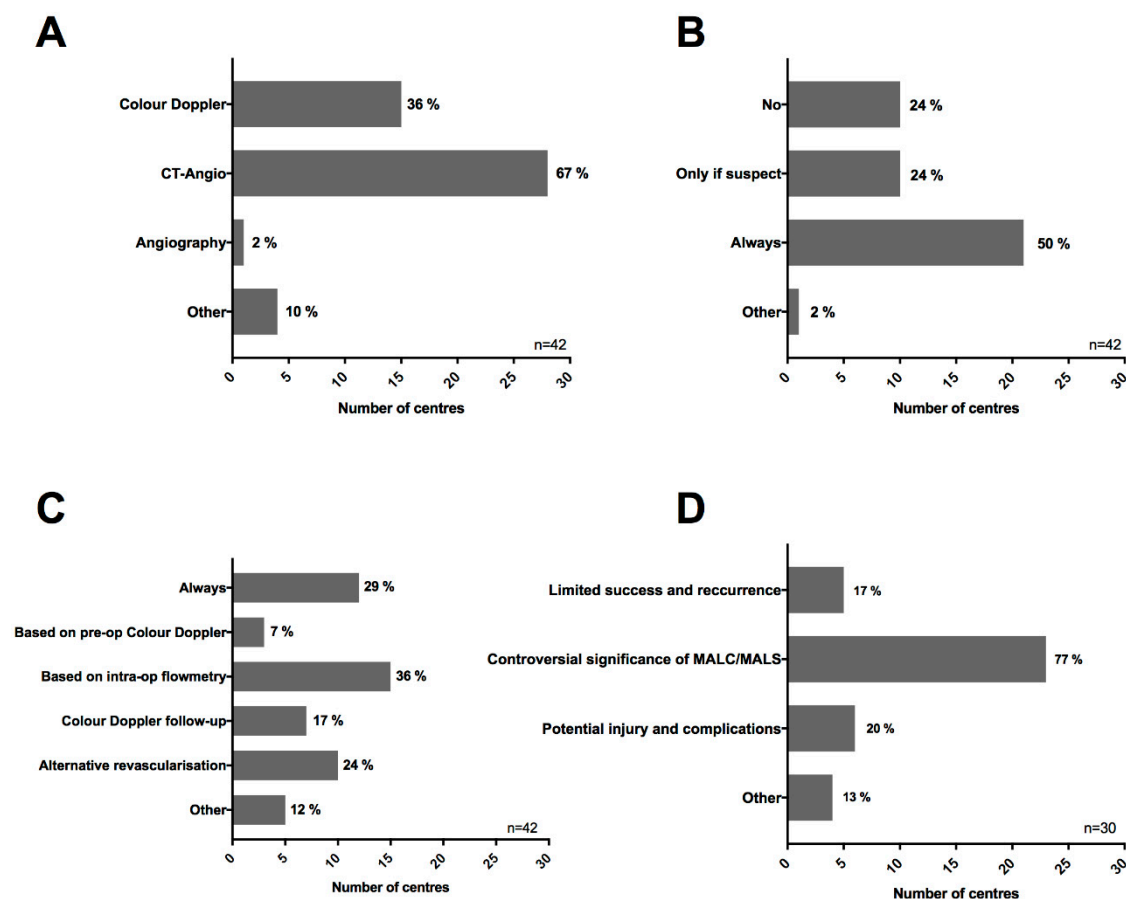 A
Colour Doppler
36 %
CT-Angio
67 %
Angiography
2 %
Other
10 %
n=42
0 5 10 15 20 25 30
Number of centres
B
No
24 %
Only if suspect
24 %
Always
50 %
Other
2 %
n=42
0 5 10 15 20 25 30
Number of centres
C
Always
29 %
Based on pre-op Colour Doppler
7 %
Based on intra-op flowmetry
36 %
Colour Doppler follow-up
17 %
Alternative revascularisation
24 %
Other
12 %
n=42
0 5 10 15 20 25 30
Number of centres
D
Limited success and reccurrence
17 %
Controversial significance of MALC/MALS
77 %
Potential injury and complications
20 %
Other
13 %
n=30
0 5 10 15 20 25 30
Number of centres